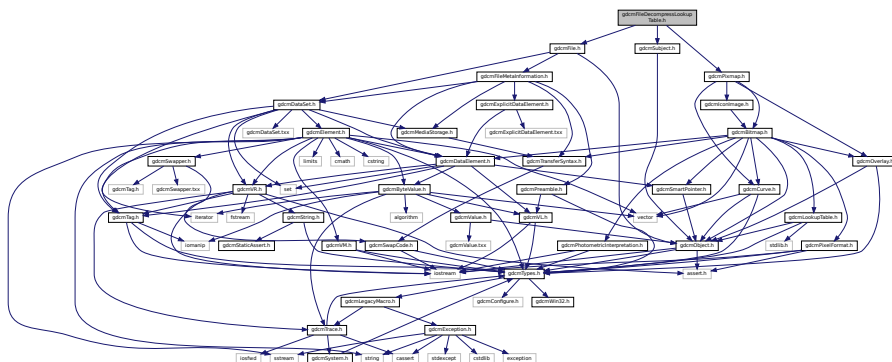 gdcmFileDecompressLookup
Table.h
gdcmFile.h
gdcmSubject.h
gdcmFileMetaInformation.h
gdcmPixmap.h
gdcmDataSet.h
gdcmExplicitDataElement.h
gdcmIconImage.h
gdcmDataSet.txx
gdcmElement.h
gdcmMediaStorage.h
gdcmExplicitDataElement.txx
gdcmBitmap.h
gdcmSwapper.h
limits
cmath
cstring
gdcmDataElement.h
gdcmTransferSyntax.h
gdcmOverlay.h
gdcmTag.h
gdcmSwapper.txx
gdcmVR.h
set
gdcmByteValue.h
gdcmPreamble.h
gdcmSmartPointer.h
gdcmCurve.h
gdcmTag.h
iterator
fstream
gdcmString.h
algorithm
gdcmValue.h
gdcmVL.h
vector
gdcmLookupTable.h
iomanip
gdcmStaticAssert.h
gdcmVM.h
gdcmSwapCode.h
gdcmValue.txx
gdcmPhotometricInterpretation.h
gdcmObject.h
stdlib.h
gdcmPixelFormat.h
iostream
gdcmTypes.h
assert.h
gdcmLegacyMacro.h
gdcmConfigure.h
gdcmWin32.h
gdcmTrace.h
gdcmException.h
iosfwd
sstream
gdcmSystem.h
string
cassert
stdexcept
cstdlib
exception